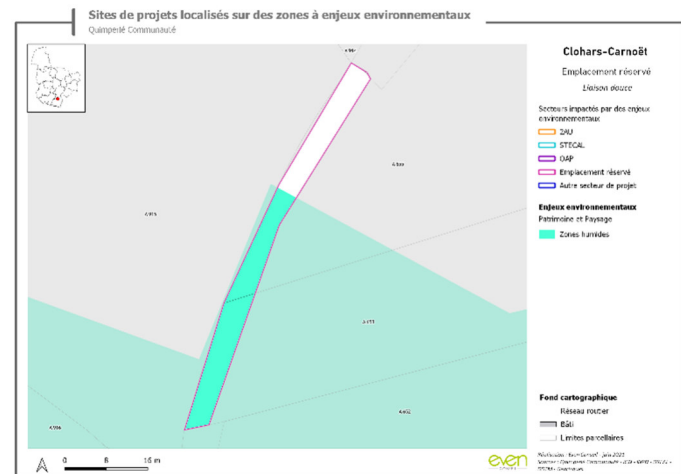 Sites de projets localisés sur des zones à enjeux environnementaux
Quimperlé Communauté
Clohars-Carnoët
Emplacement réservé
Liaison douce
Secteurs impactés par des enjeux
environnementaux
2AU
STECAL
OAP
Emplacement réservé
Autre secteur de projet
Enjeux environnementaux
Patrimoine et Paysage
Zones humides
Fond cartographique
Réseau routier
Bâti
Limites parcellaires
0 8 16 m
even